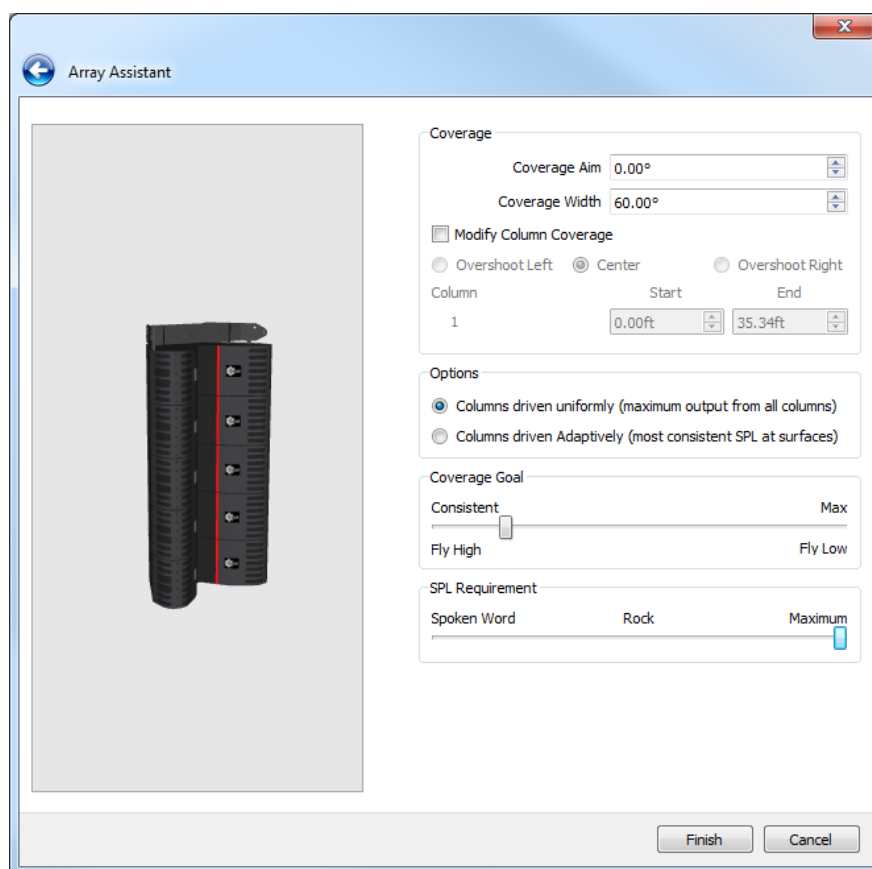 Array Assistant
Coverage
Coverage Aim 0.00°
Coverage Width 60.00°
Modify Column Coverage
Overshoot Left Center Overshoot Right
Column Start End
1 0.00ft 35.34ft
Options
Columns driven uniformly (maximum output from all columns)
Columns driven Adaptively (most consistent SPL at surfaces)
Coverage Goal
Consistent Max
Fly High Fly Low
SPL Requirement
Spoken Word Rock Maximum
Finish Cancel